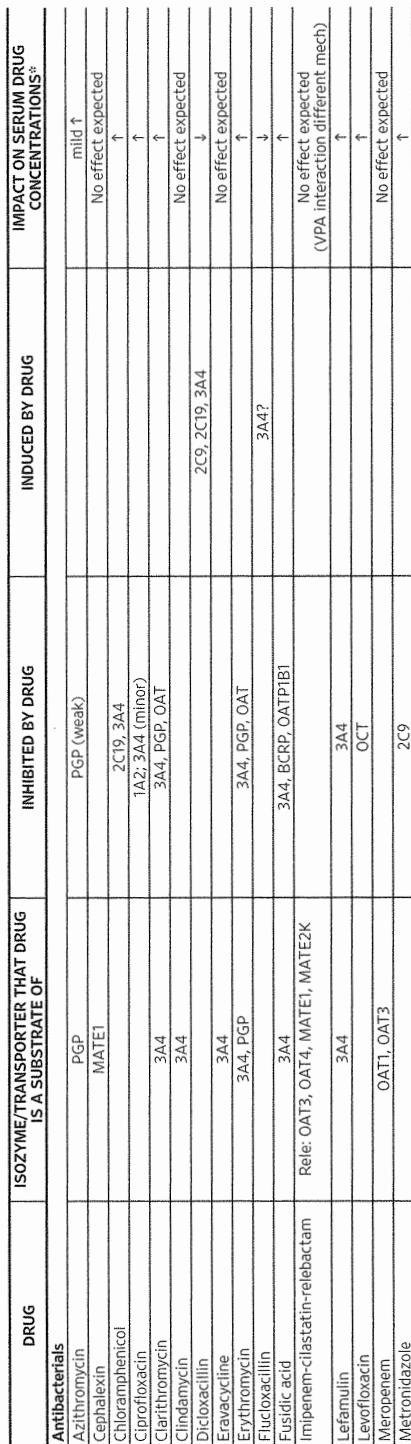 DRUG | ISOZYME/TRANSPORTER THAT DRUG IS A SUBSTRATE OF | INHIBITED BY DRUG | INDUCED BY DRUG | IMPACT ON SERUM DRUG CONCENTRATIONS*
Antibacterials
Azithromycin | PGP | PGP (weak) | | mild ↑
Cephalexin | MATE1 | | | No effect expected
Chloramphenicol | | 2C19, 3A4 | | ↑
Ciprofloxacin | | 1A2; 3A4 (minor) | | ↑
Clarithromycin | 3A4 | 3A4, PGP, OAT | | ↑
Clindamycin | 3A4 | | | No effect expected
Dicloxacillin | | | 2C9, 2C19, 3A4 | ↓
Eravacycline | 3A4 | | | No effect expected
Erythromycin | 3A4, PGP | 3A4, PGP, OAT | | ↑
Flucloxacillin | | | 3A4? | ↓
Fusidic acid | 3A4 | 3A4, BCRP, OATP1B1 | | ↑
Imipenem-cilastatin-relebactam | Rele: OAT3, OAT4, MATE1, MATE2K | | | No effect expected
(VPA interaction different mech)
Lefamulin | 3A4 | 3A4 | | ↑
Levofloxacin | | OCT | | ↑
Meropenem | OAT1, OAT3 | | | No effect expected
Metronidazole | | 2C9 | | ↑